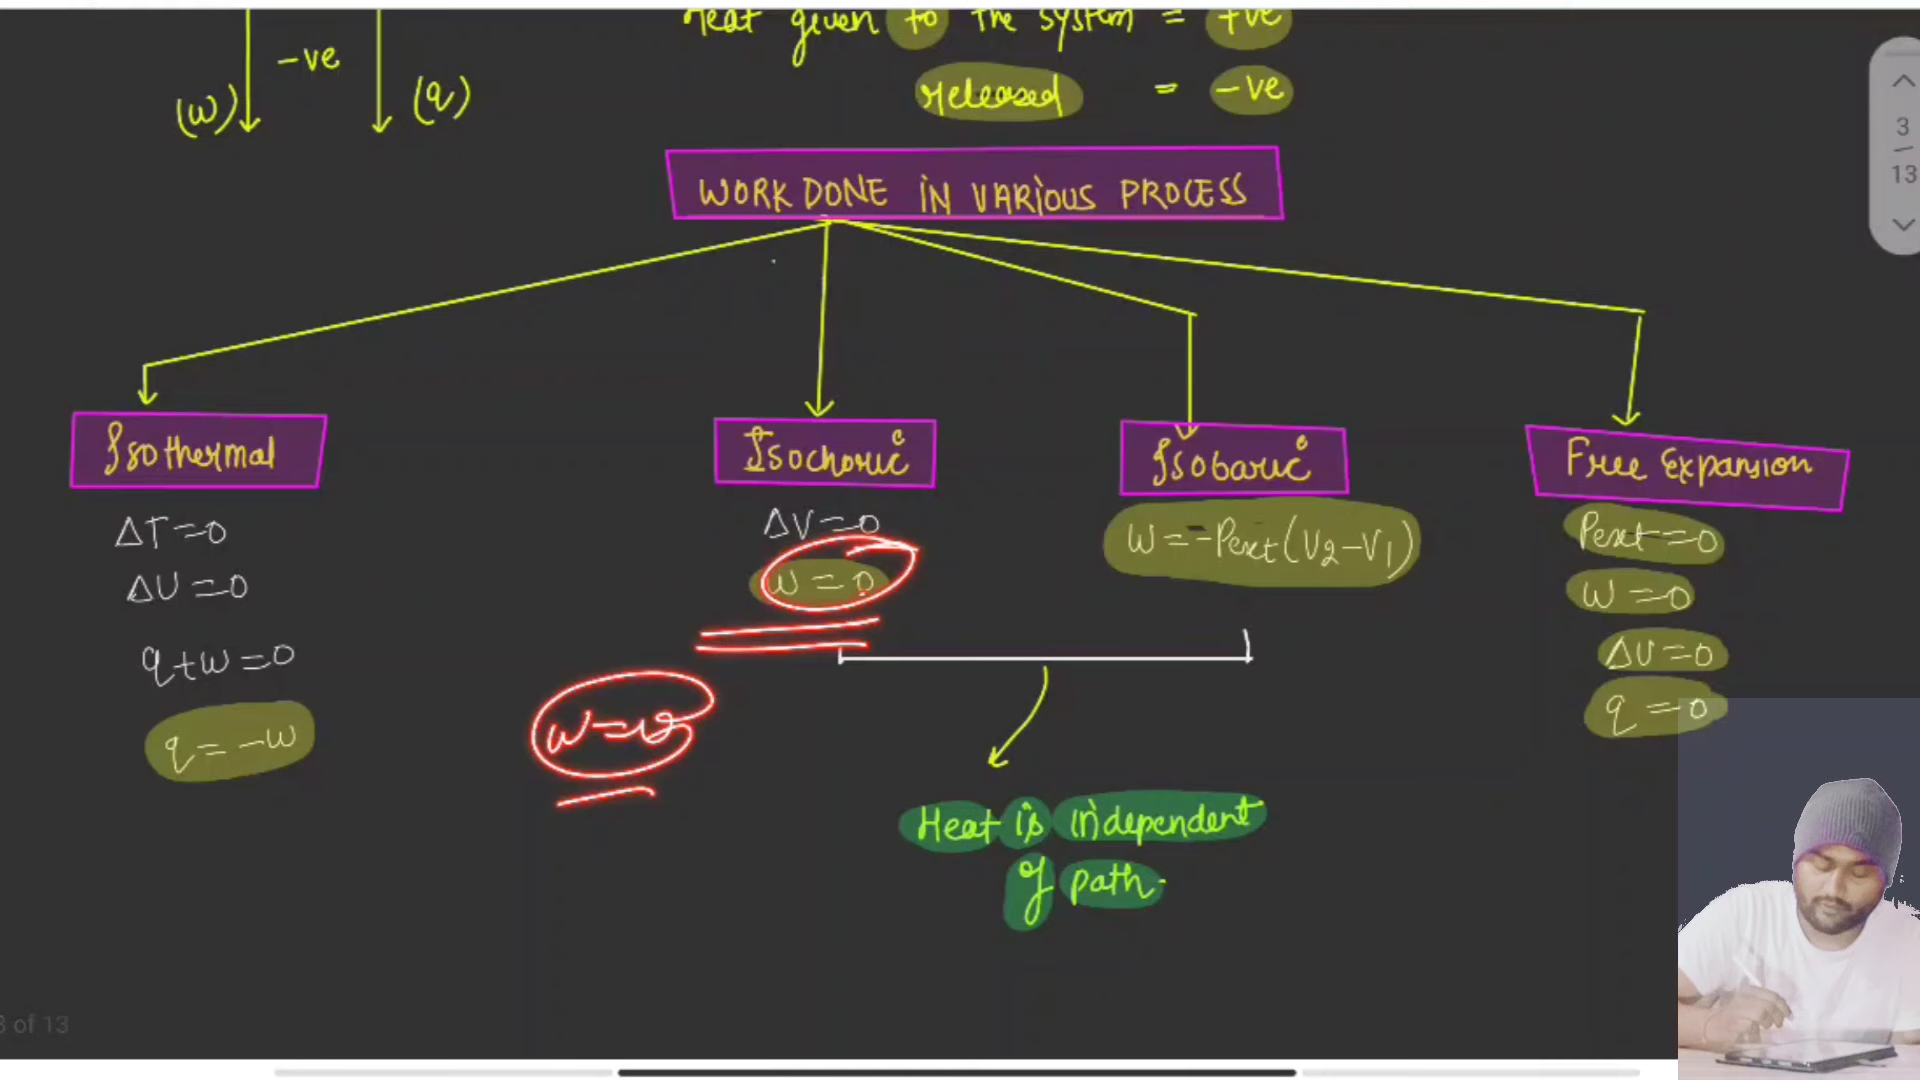 Heat given to the system = +ve
-ve
(w)
(q)
released = -ve
WORK DONE IN VARIOUS PROCESS
Isothermal
ΔT=0
ΔU=0
q+w=0
q=-w
Isochoric
ΔV=0
w=0
w=0
Isobaric
W=-Pext(V2-V1)
Heat is independent
of path.
Free Expansion
Pext=0
W=0
ΔU=0
q=0
3
/
13
3 of 13